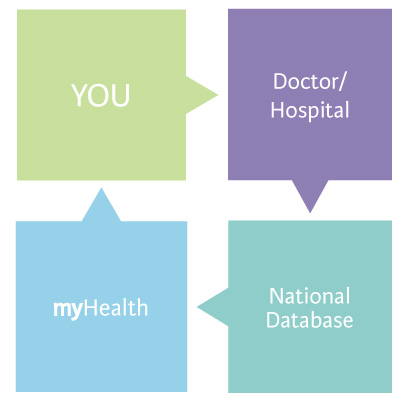 YOU
Doctor/
Hospital
myHealth
National
Database